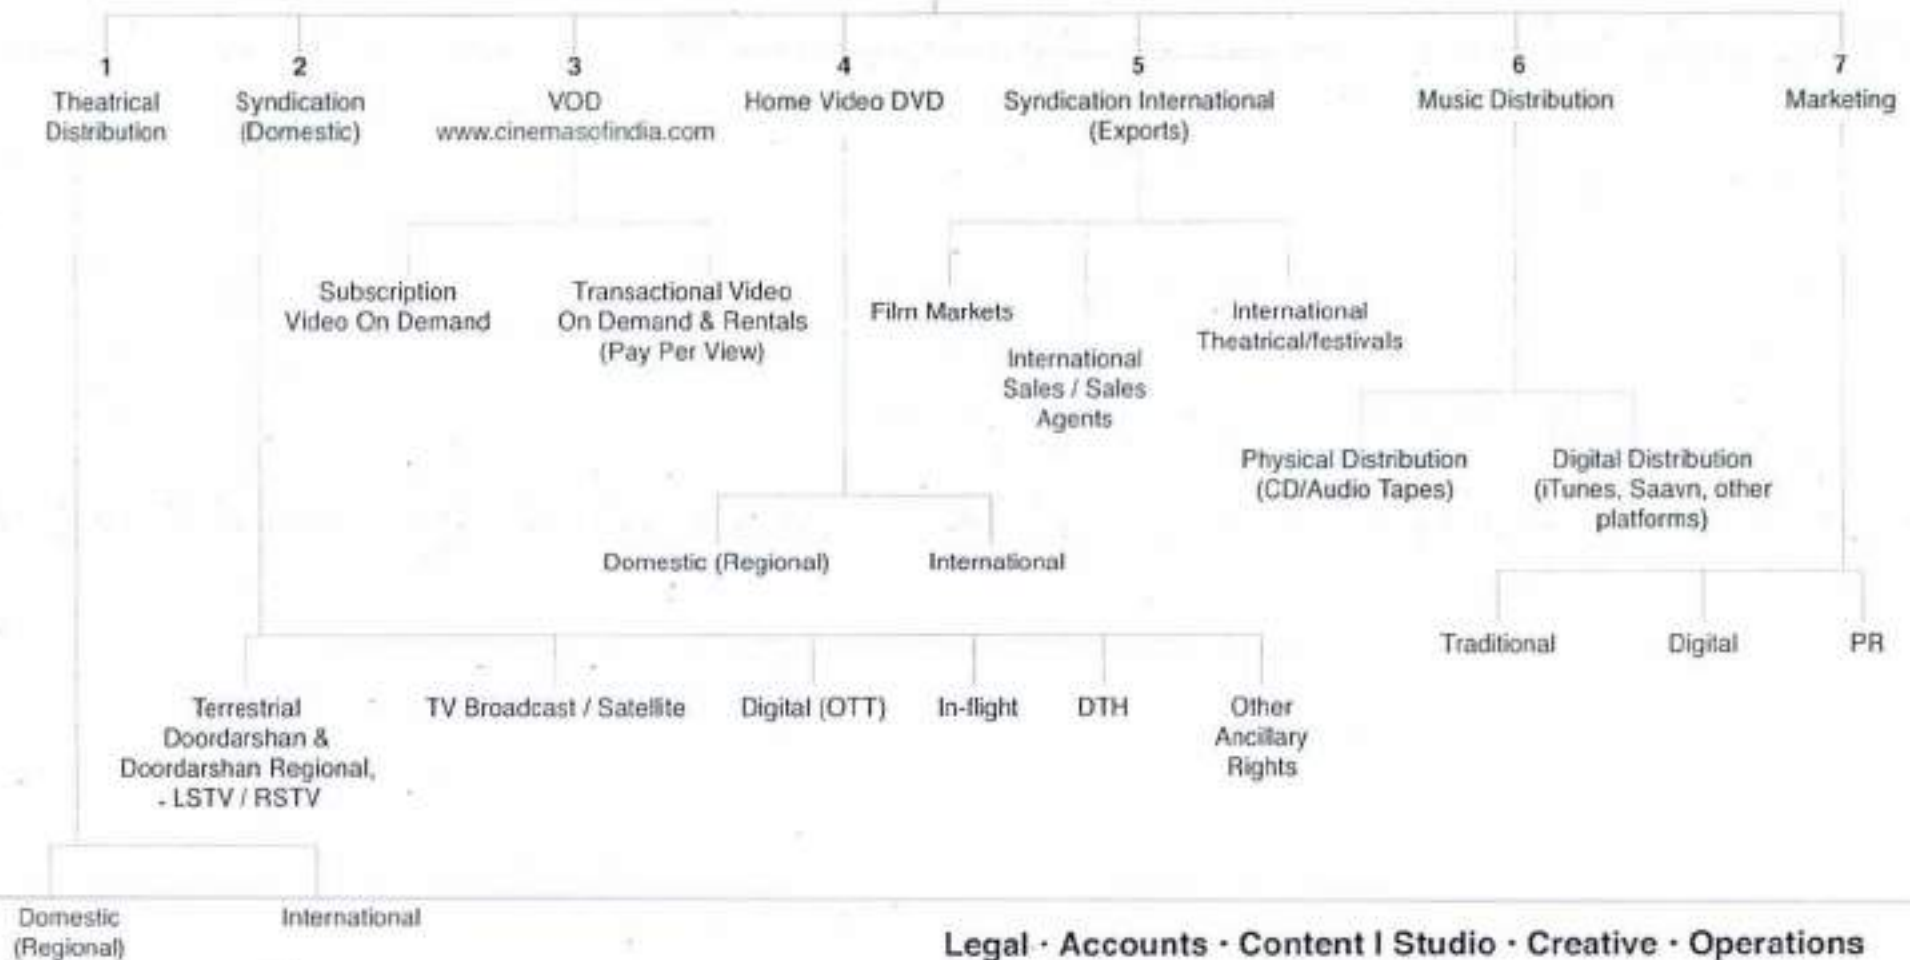 1
Theatrical
Distribution
2
Syndication
(Domestic)
3
VOD
www.cinemasofindia.com
4
Home Video DVD
5
Syndication International
(Exports)
6
Music Distribution
7
Marketing
Subscription
Video On Demand
Transactional Video
On Demand & Rentals
(Pay Per View)
Film Markets
International
Sales / Sales
Agents
International
Theatrical/festivals
Physical Distribution
(CD/Audio Tapes)
Digital Distribution
(iTunes, Saavn, other
platforms)
Domestic (Regional)
International
Traditional
Digital
PR
Terrestrial
Doordarshan &
Doordarshan Regional,
LSTV / RSTV
TV Broadcast / Satellite
Digital (OTT)
In-flight
DTH
Other
Ancillary
Rights
Domestic
(Regional)
International
Legal · Accounts · Content | Studio · Creative · Operations